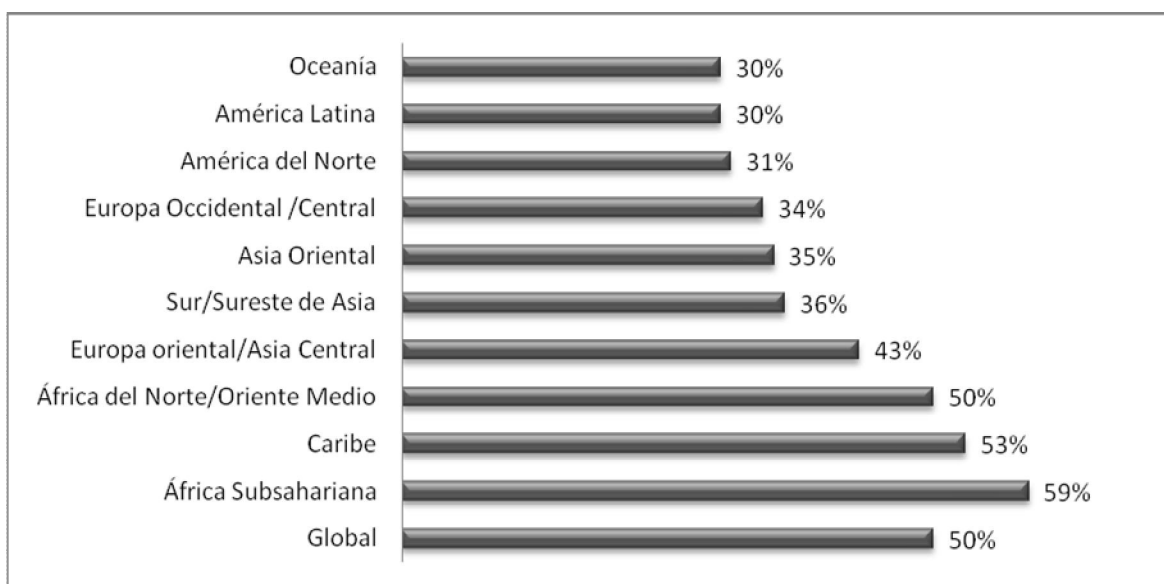 Oceanía 30%
América Latina 30%
América del Norte 31%
Europa Occidental /Central 34%
Asia Oriental 35%
Sur/Sureste de Asia 36%
Europa oriental/Asia Central 43%
África del Norte/Oriente Medio 50%
Caribe 53%
África Subsahariana 59%
Global 50%